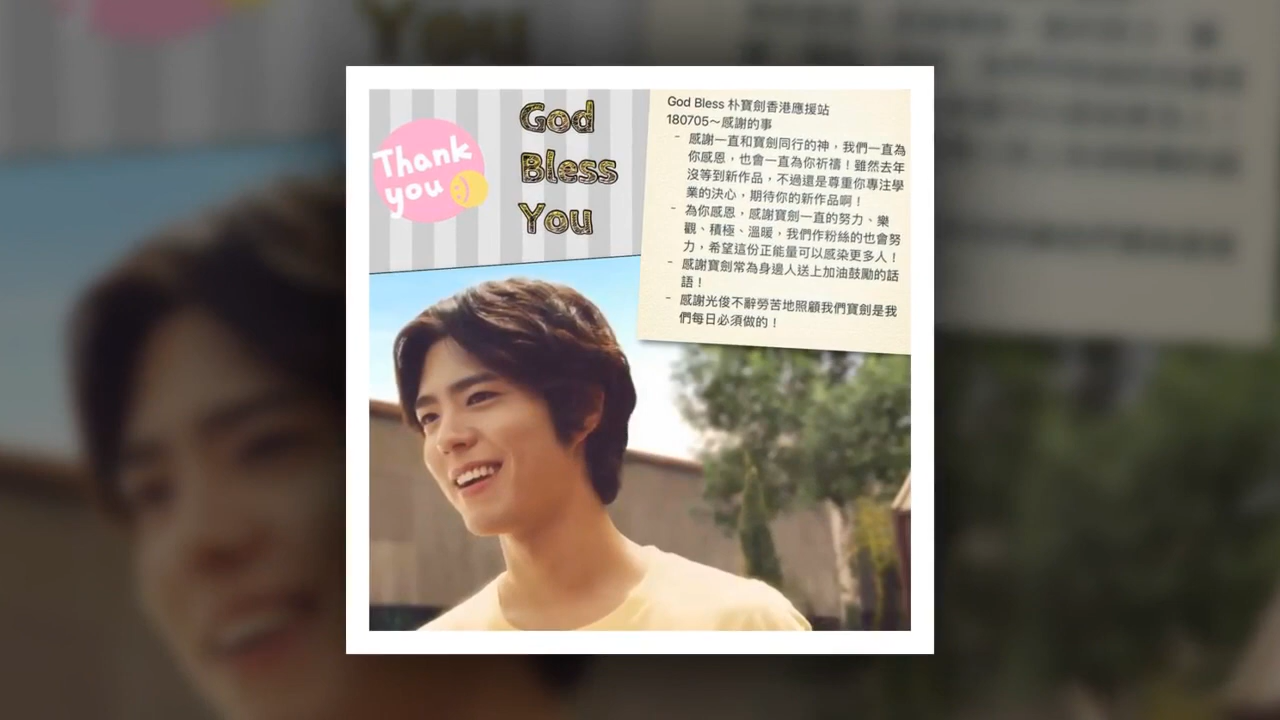 Thank
you
God
Bless
You
God Bless 朴寶劍香港應援站
180705～感謝的事
- 感謝一直和寶劍同行的神，我們一直為
你感恩，也會一直為你祈禱！雖然去年
沒等到新作品，不過還是尊重你專注學
業的決心，期待你的新作品啊！
- 為你感恩，感謝寶劍一直的努力、樂
觀、積極、溫暖，我們作粉絲的也會努
力，希望這份正能量可以感染更多人！
- 感謝寶劍常為身邊人送上加油鼓勵的話
語！
- 感謝光俊不辭勞苦地照顧我們寶劍是我
們每日必須做的！